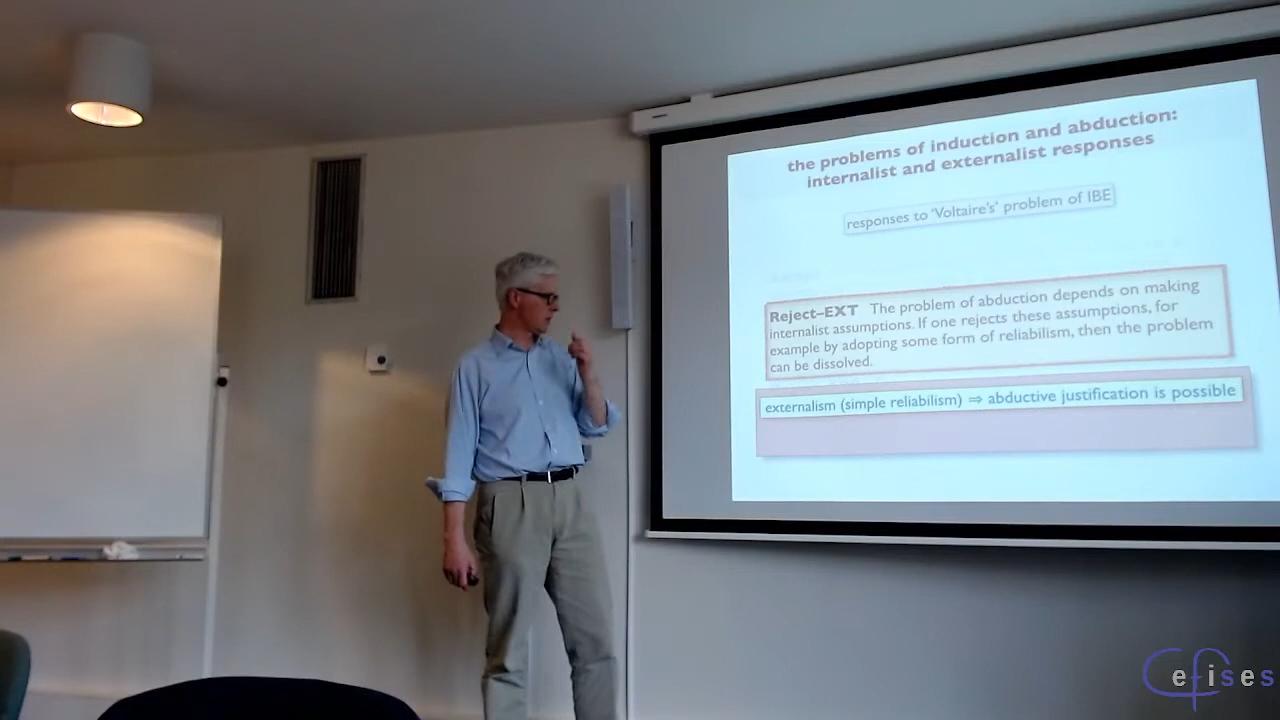 the problems of induction and abduction:
internalist and externalist responses
responses to 'Voltaire's' problem of IBE
Reject–EXT The problem of abduction depends on making
internalist assumptions. If one rejects these assumptions, for
example by adopting some form of reliabilism, then the problem
can be dissolved.
externalism (simple reliabilism) ⇒ abductive justification is possible
Cefises